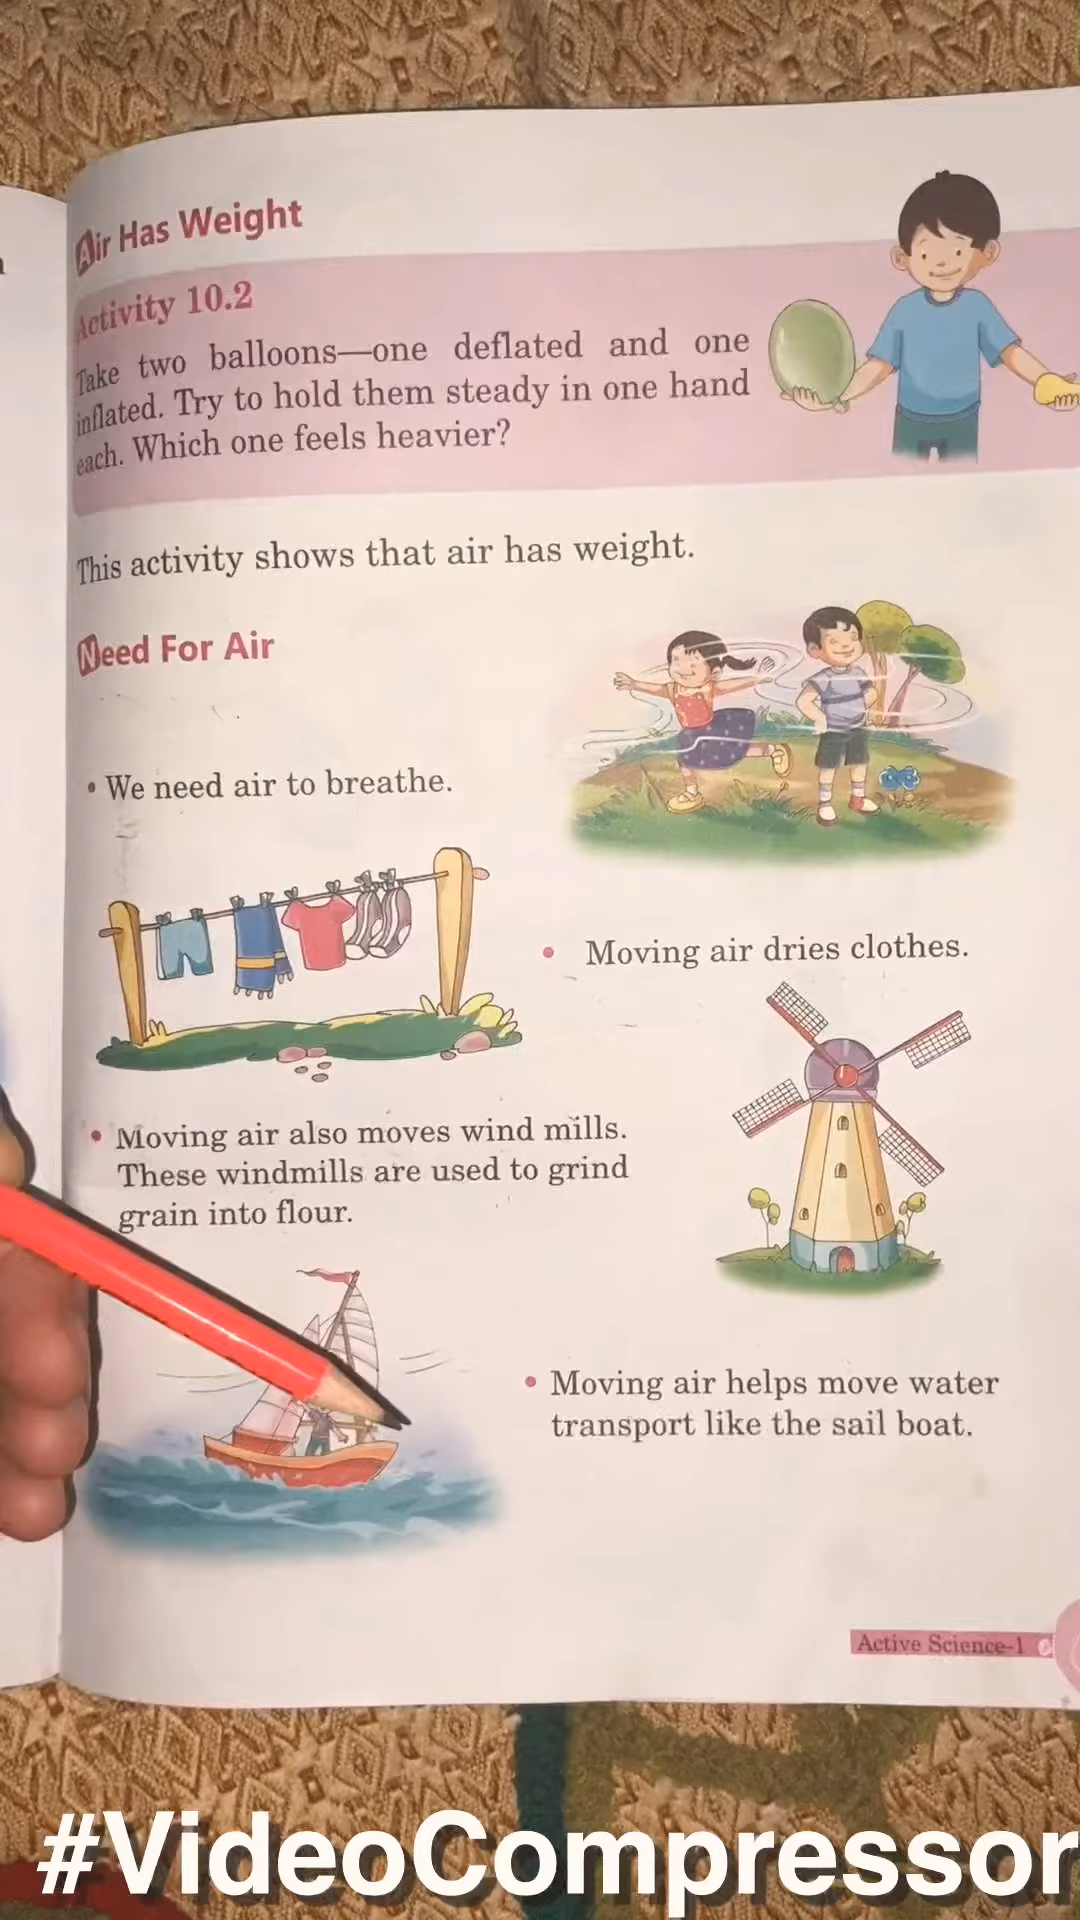 Air Has Weight
Activity 10.2
Take two balloons—one deflated and one
inflated. Try to hold them steady in one hand
each. Which one feels heavier?
This activity shows that air has weight.
Need For Air
• We need air to breathe.
• Moving air dries clothes.
• Moving air also moves wind mills.
These windmills are used to grind
grain into flour.
• Moving air helps move water
transport like the sail boat.
Active Science-1
#VideoCompressor